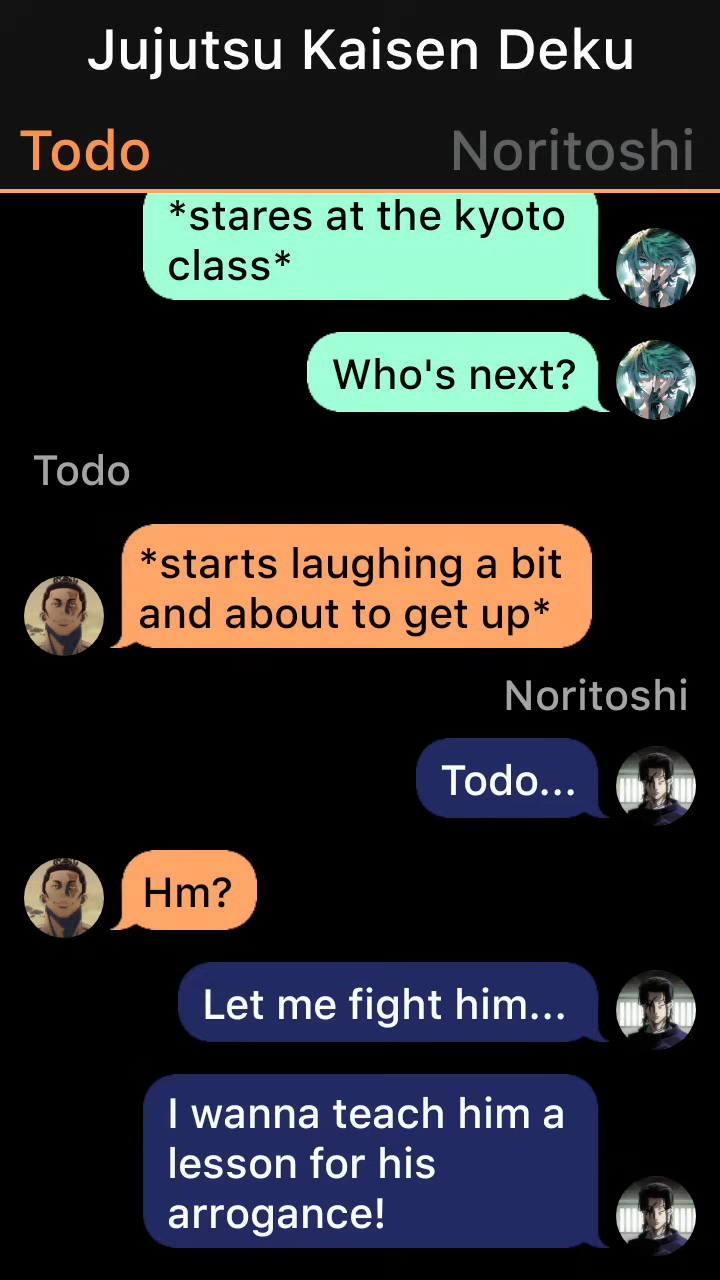 Jujutsu Kaisen Deku
Todo
Noritoshi
*stares at the kyoto
class*
Who's next?
Todo
*starts laughing a bit
and about to get up*
Noritoshi
Todo...
Hm?
Let me fight him...
I wanna teach him a
lesson for his
arrogance!